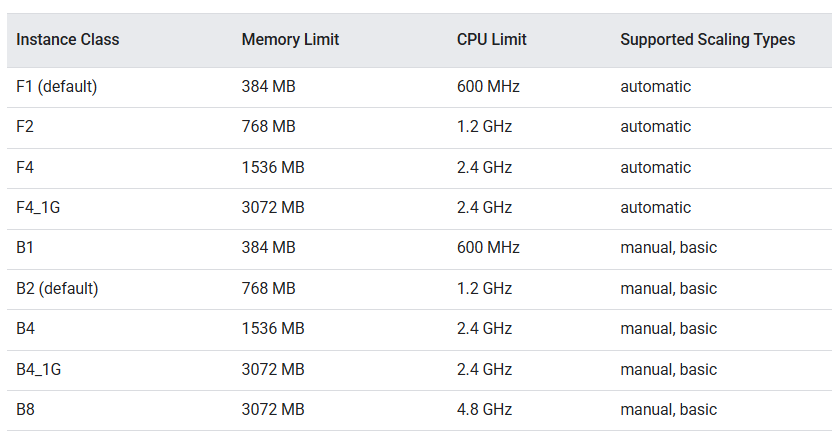 Instance Class Memory Limit CPU Limit Supported Scaling Types
F1 (default) 384 MB 600 MHz automatic
F2 768 MB 1.2 GHz automatic
F4 1536 MB 2.4 GHz automatic
F4_1G 3072 MB 2.4 GHz automatic
B1 384 MB 600 MHz manual, basic
B2 (default) 768 MB 1.2 GHz manual, basic
B4 1536 MB 2.4 GHz manual, basic
B4_1G 3072 MB 2.4 GHz manual, basic
B8 3072 MB 4.8 GHz manual, basic